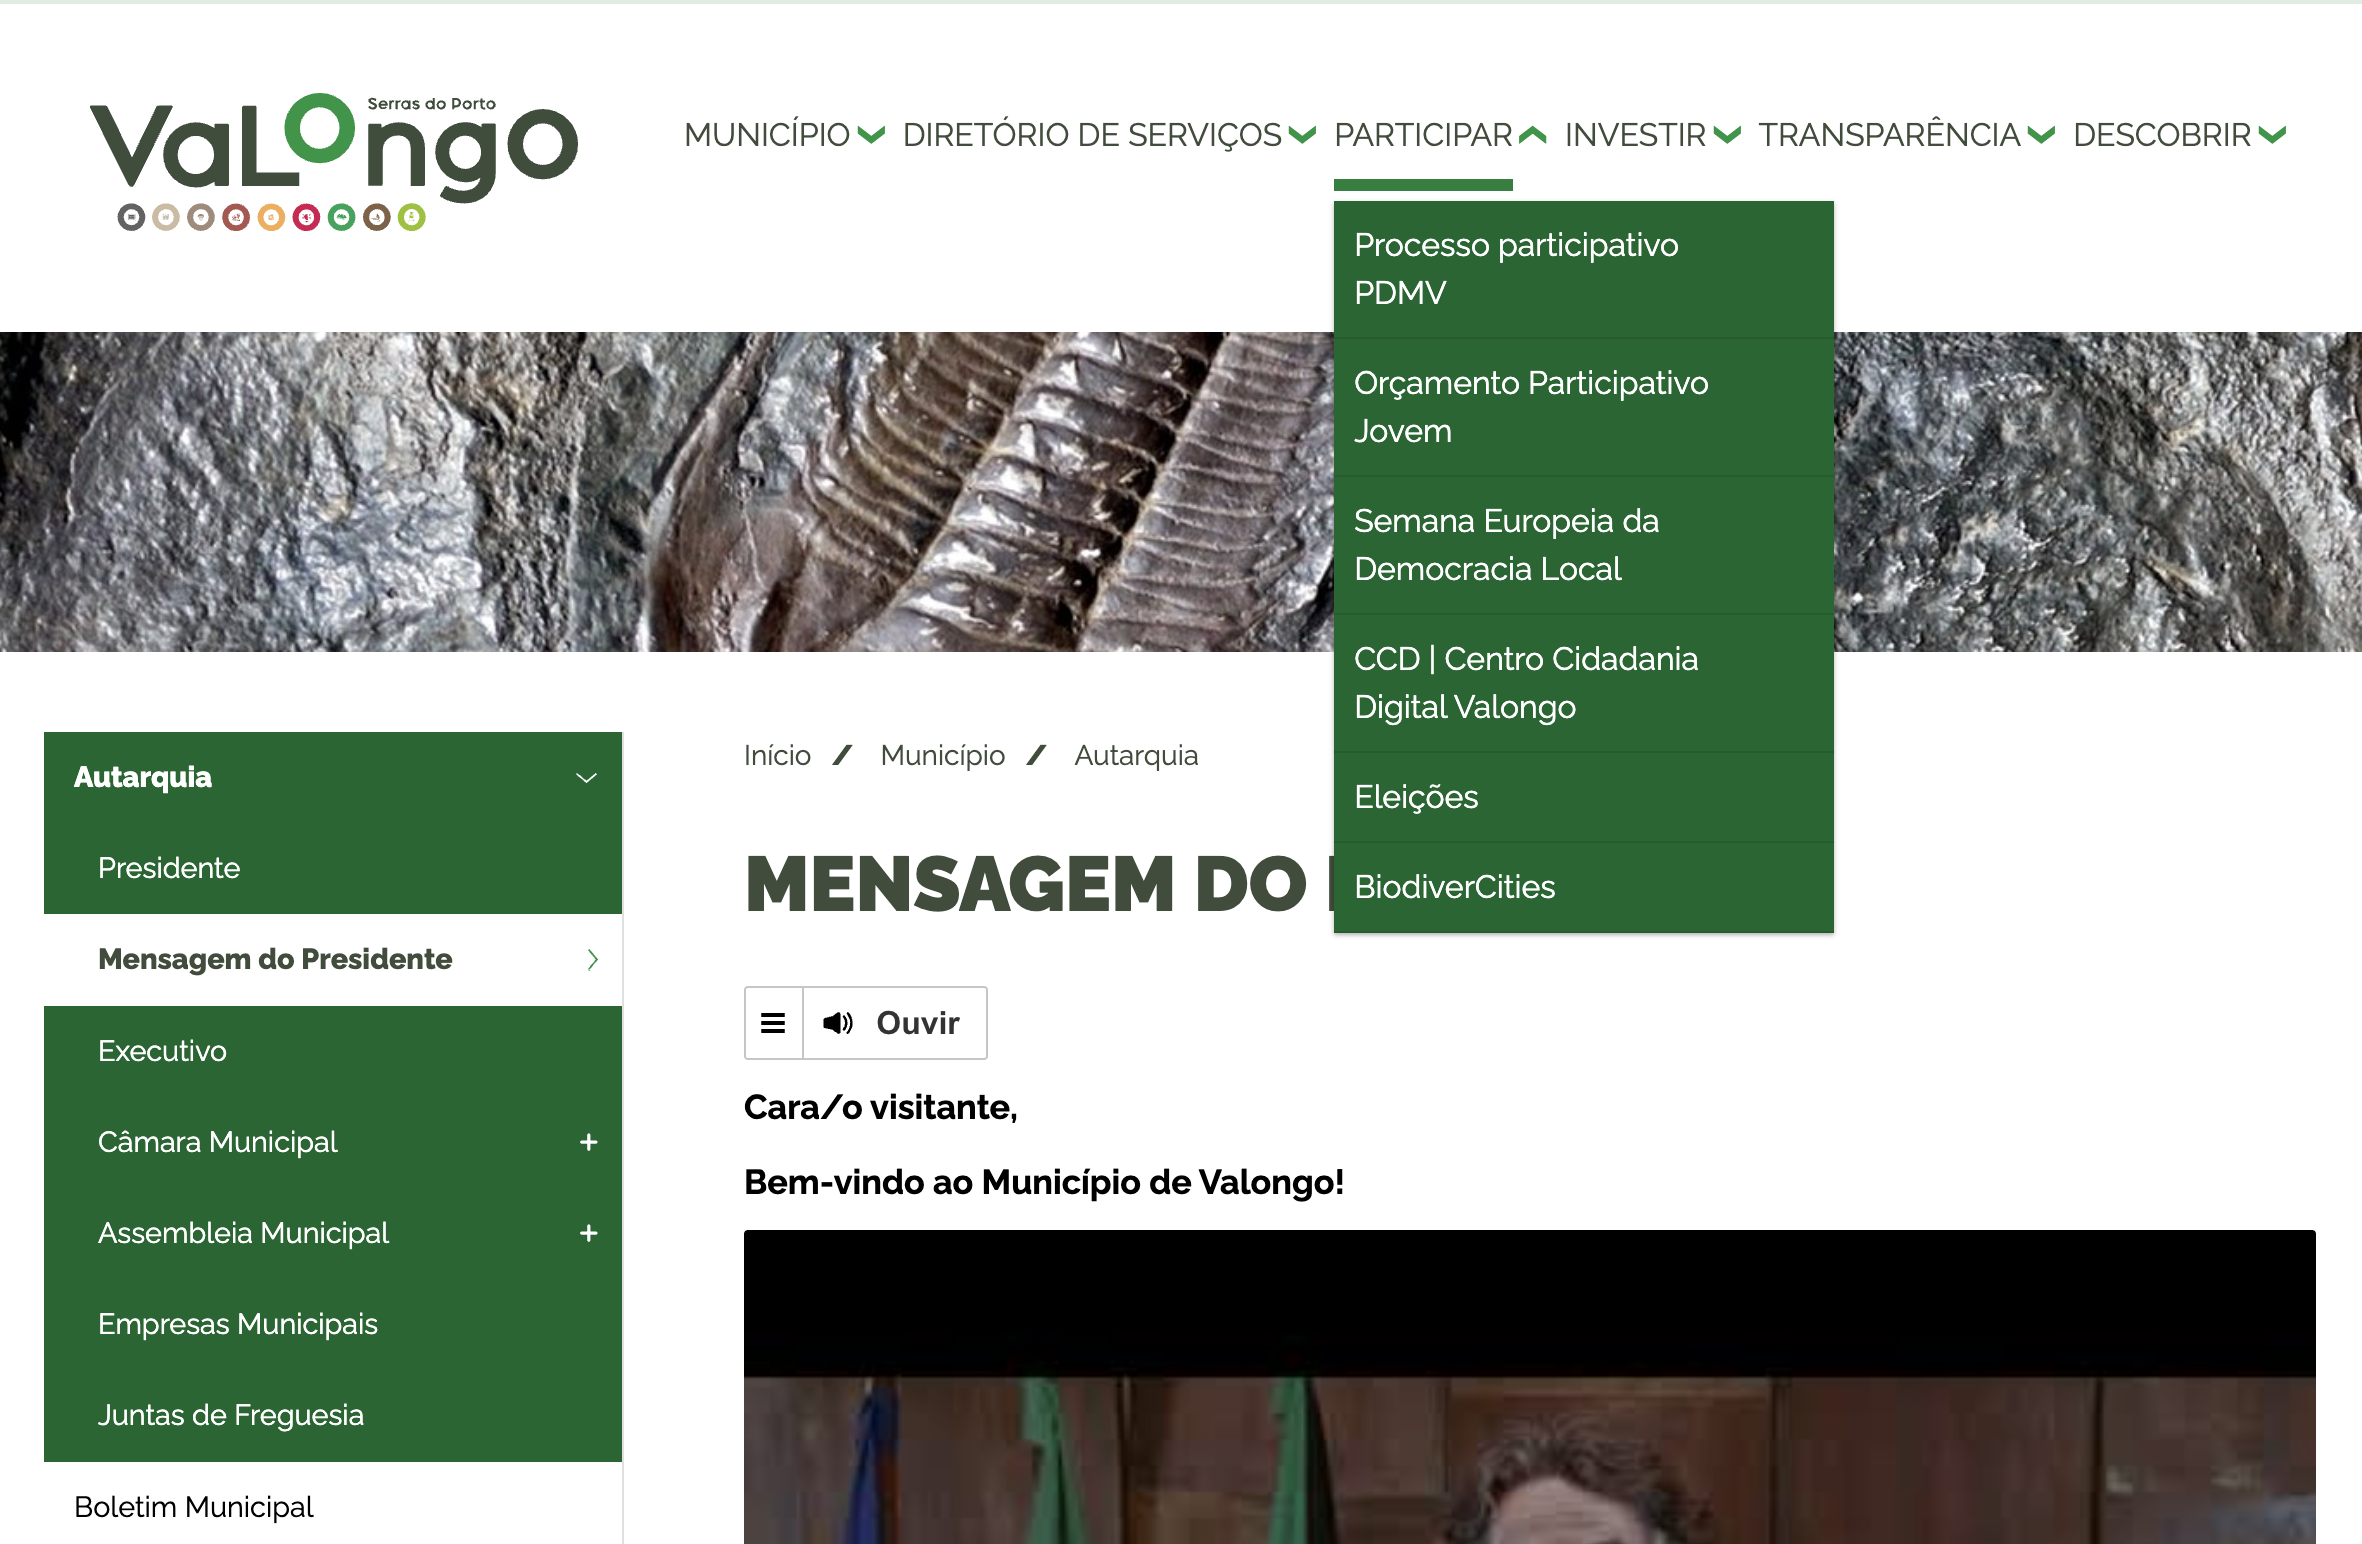 Serras do Porto
VaLOngo
MUNICÍPIO
DIRETÓRIO DE SERVIÇOS
PARTICIPAR
INVESTIR
TRANSPARÊNCIA
DESCOBRIR
Processo participativo
PDMV
Orçamento Participativo
Jovem
Semana Europeia da
Democracia Local
CCD | Centro Cidadania
Digital Valongo
Eleições
BiodiverCities
Autarquia
Presidente
Mensagem do Presidente
Executivo
Câmara Municipal
Assembleia Municipal
Empresas Municipais
Juntas de Freguesia
Boletim Municipal
Início / Município / Autarquia
MENSAGEM DO
Ouvir
Cara/o visitante,
Bem-vindo ao Município de Valongo!